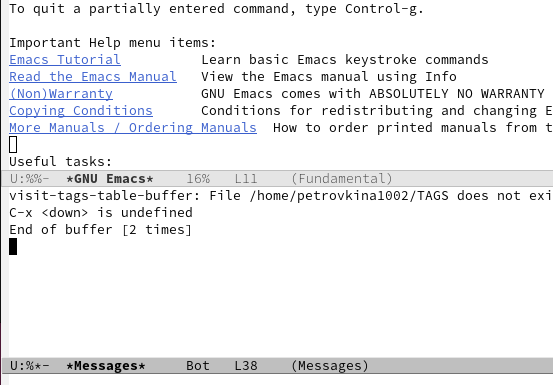 To quit a partially entered command, type Control-g.
Important Help menu items:
Emacs Tutorial Learn basic Emacs keystroke commands
Read the Emacs Manual View the Emacs manual using Info
(Non)Warranty GNU Emacs comes with ABSOLUTELY NO WARRANTY
Copying Conditions Conditions for redistributing and changing E
More Manuals / Ordering Manuals How to order printed manuals from t
Useful tasks:
U:%%- *GNU Emacs* 16% L11 (Fundamental)
visit-tags-table-buffer: File /home/petrovkina1002/TAGS does not exi
C-x <down> is undefined
End of buffer [2 times]
U:%*- *Messages* Bot L38 (Messages)